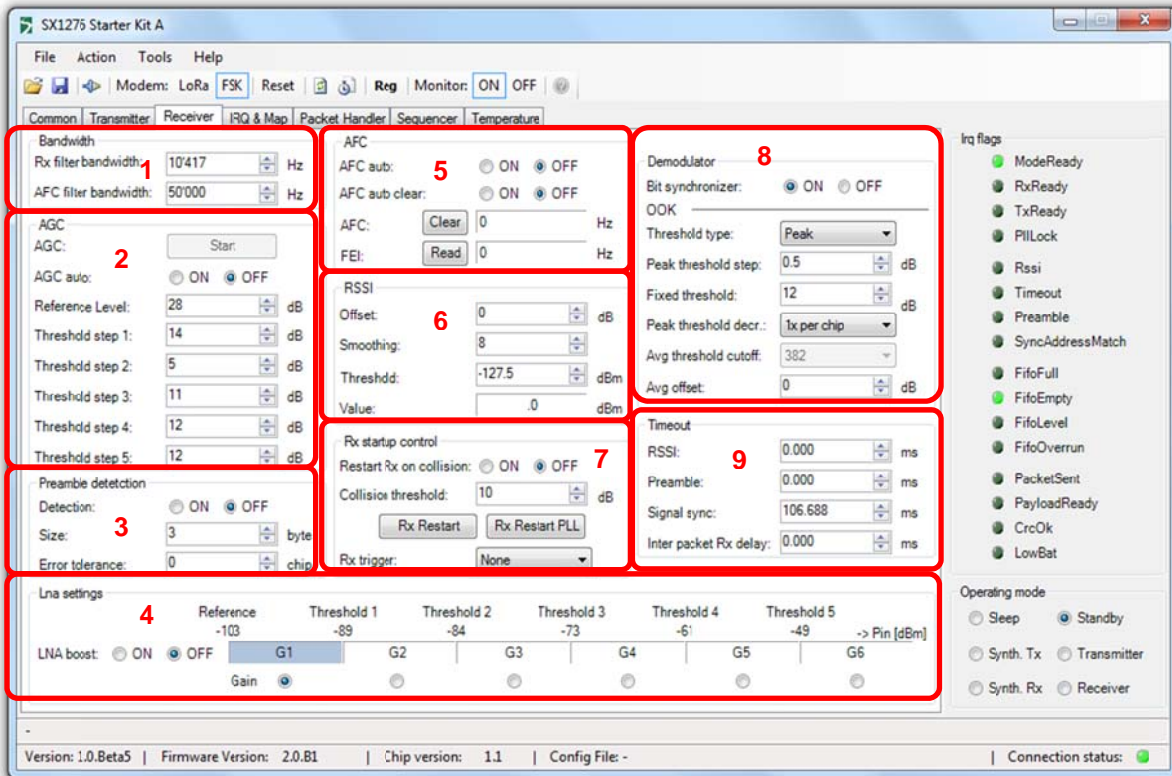 SX1276 Starter Kit A
File Action Tools Help
Modem: LoRa FSK Reset Reg Monitor: ON OFF
Common Transmitter Receiver IRQ & Map Packet Handler Sequencer Temperature
Bandwidth
1
Rx filter bandwidth: 10'417 Hz
AFC filter bandwidth: 50'000 Hz
AGC
2
AGC: Start
AGC auto: ON OFF
Reference Level: 28 dB
Threshold step 1: 14 dB
Threshold step 2: 5 dB
Threshold step 3: 11 dB
Threshold step 4: 12 dB
Threshold step 5: 12 dB
Preamble detetction
3
Detection: ON OFF
Size: 3 byte
Error tolerance: 0 chip
AFC
5
AFC auto: ON OFF
AFC auto clear: ON OFF
AFC: Clear 0 Hz
FEI: Read 0 Hz
RSSI
6
Offset: 0 dB
Smoothing: 8
Threshold: -127.5 dBm
Value: .0 dBm
Rx startup control
7
Restart Rx on collision: ON OFF
Collision threshold: 10 dB
Rx Restart Rx Restart PLL
Rx trigger: None
8
Demodulator
Bit synchronizer: ON OFF
OOK
Threshold type: Peak
Peak threshold step: 0.5 dB
Fixed threshold: 12 dB
Peak threshold decr.: 1x per chip
Avg threshold cutoff: 382
Avg offset: 0 dB
Timeout
9
RSSI: 0.000 ms
Preamble: 0.000 ms
Signal sync: 106.688 ms
Inter packet Rx delay: 0.000 ms
Lna settings
4
Reference Threshold 1 Threshold 2 Threshold 3 Threshold 4 Threshold 5
-103 -89 -84 -73 -61 -49 -> Pin [dBm]
LNA boost: ON OFF G1 G2 G3 G4 G5 G6
Gain
Irq flags
ModeReady
RxReady
TxReady
PllLock
Rssi
Timeout
Preamble
SyncAddressMatch
FifoFull
FifoEmpty
FifoLevel
FifoOverrun
PacketSent
PayloadReady
CrcOk
LowBat
Operating mode
Sleep Standby
Synth. Tx Transmitter
Synth. Rx Receiver
-
Version: 1.0.Beta5 | Firmware Version: 2.0.B1 | Chip version: 1.1 | Config File: - | Connection status: